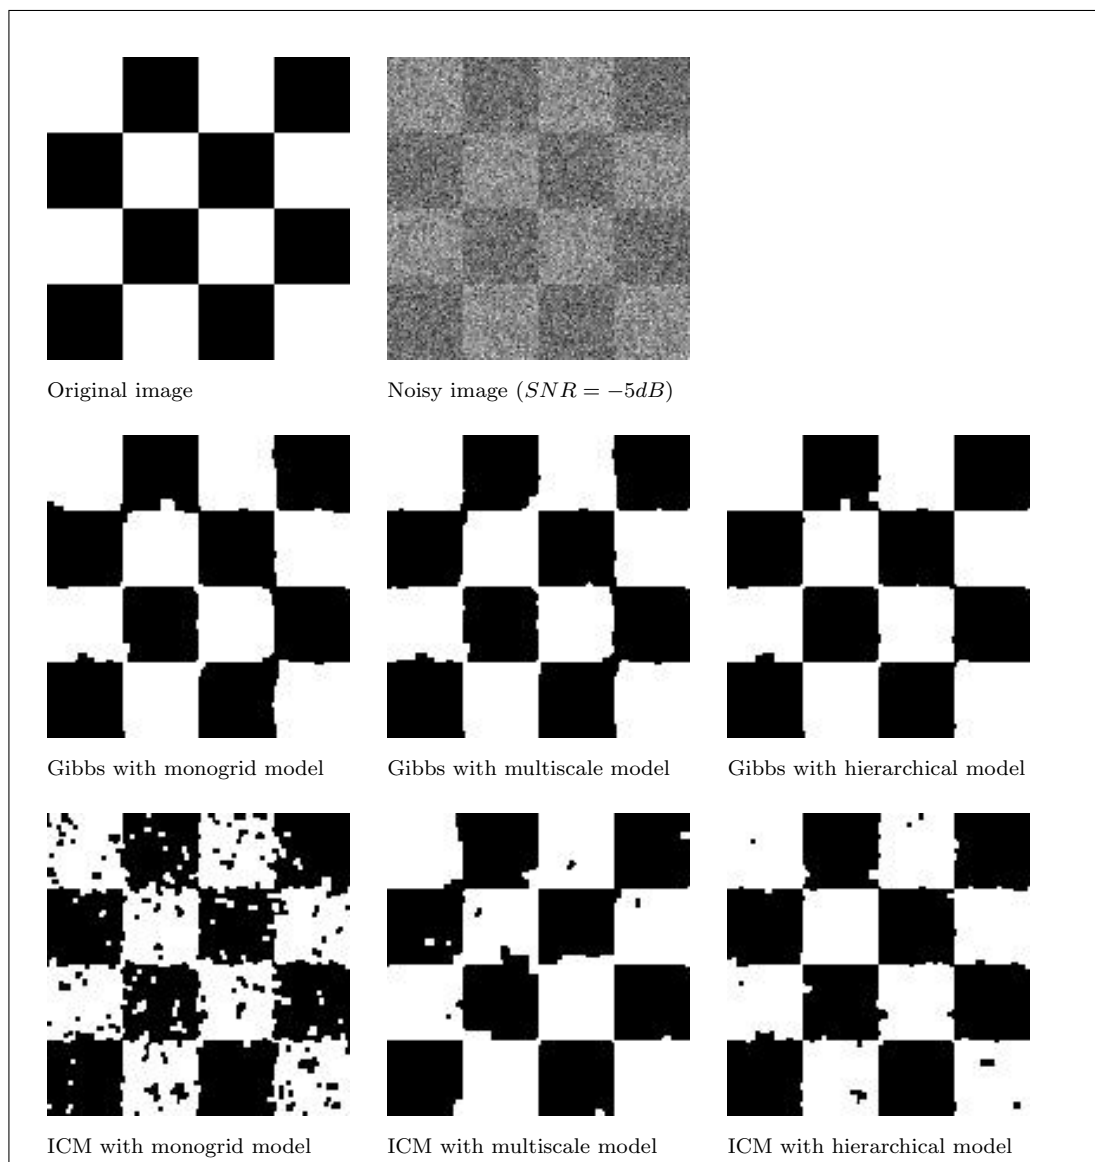 Original image
Noisy image (SNR = −5dB)
Gibbs with monogrid model
Gibbs with multiscale model
Gibbs with hierarchical model
ICM with monogrid model
ICM with multiscale model
ICM with hierarchical model